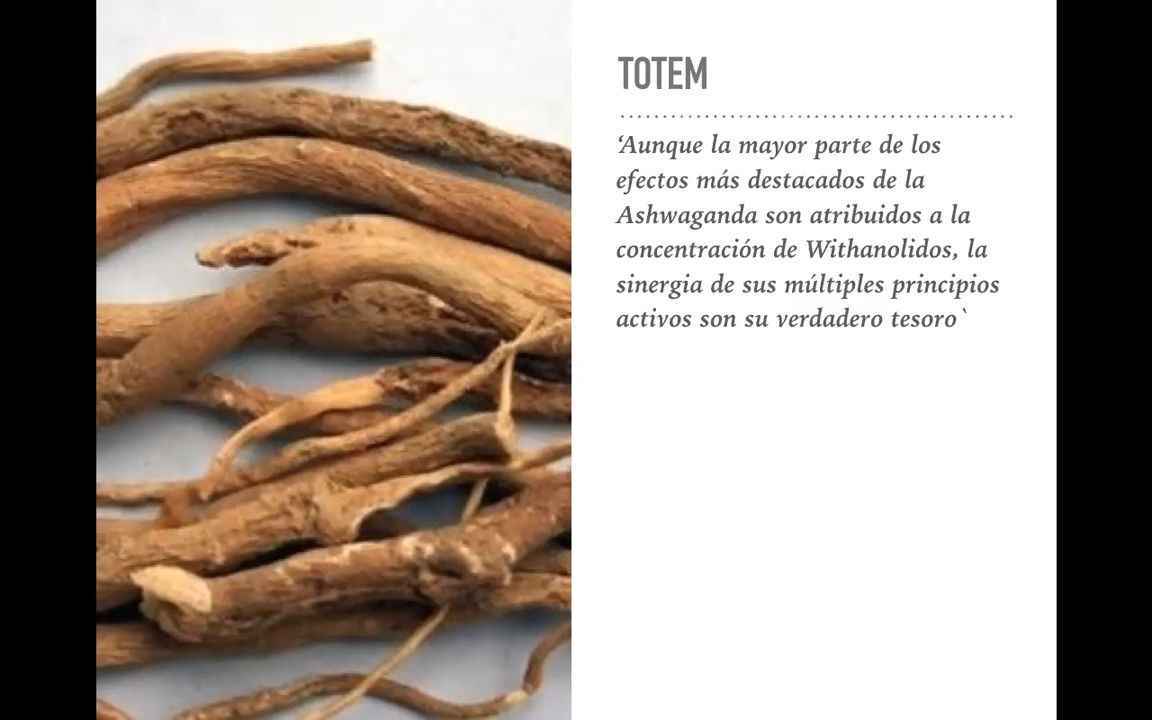 TOTEM
‘Aunque la mayor parte de los
efectos más destacados de la
Ashwaganda son atribuidos a la
concentración de Withanolidos, la
sinergia de sus múltiples principios
activos son su verdadero tesoro`